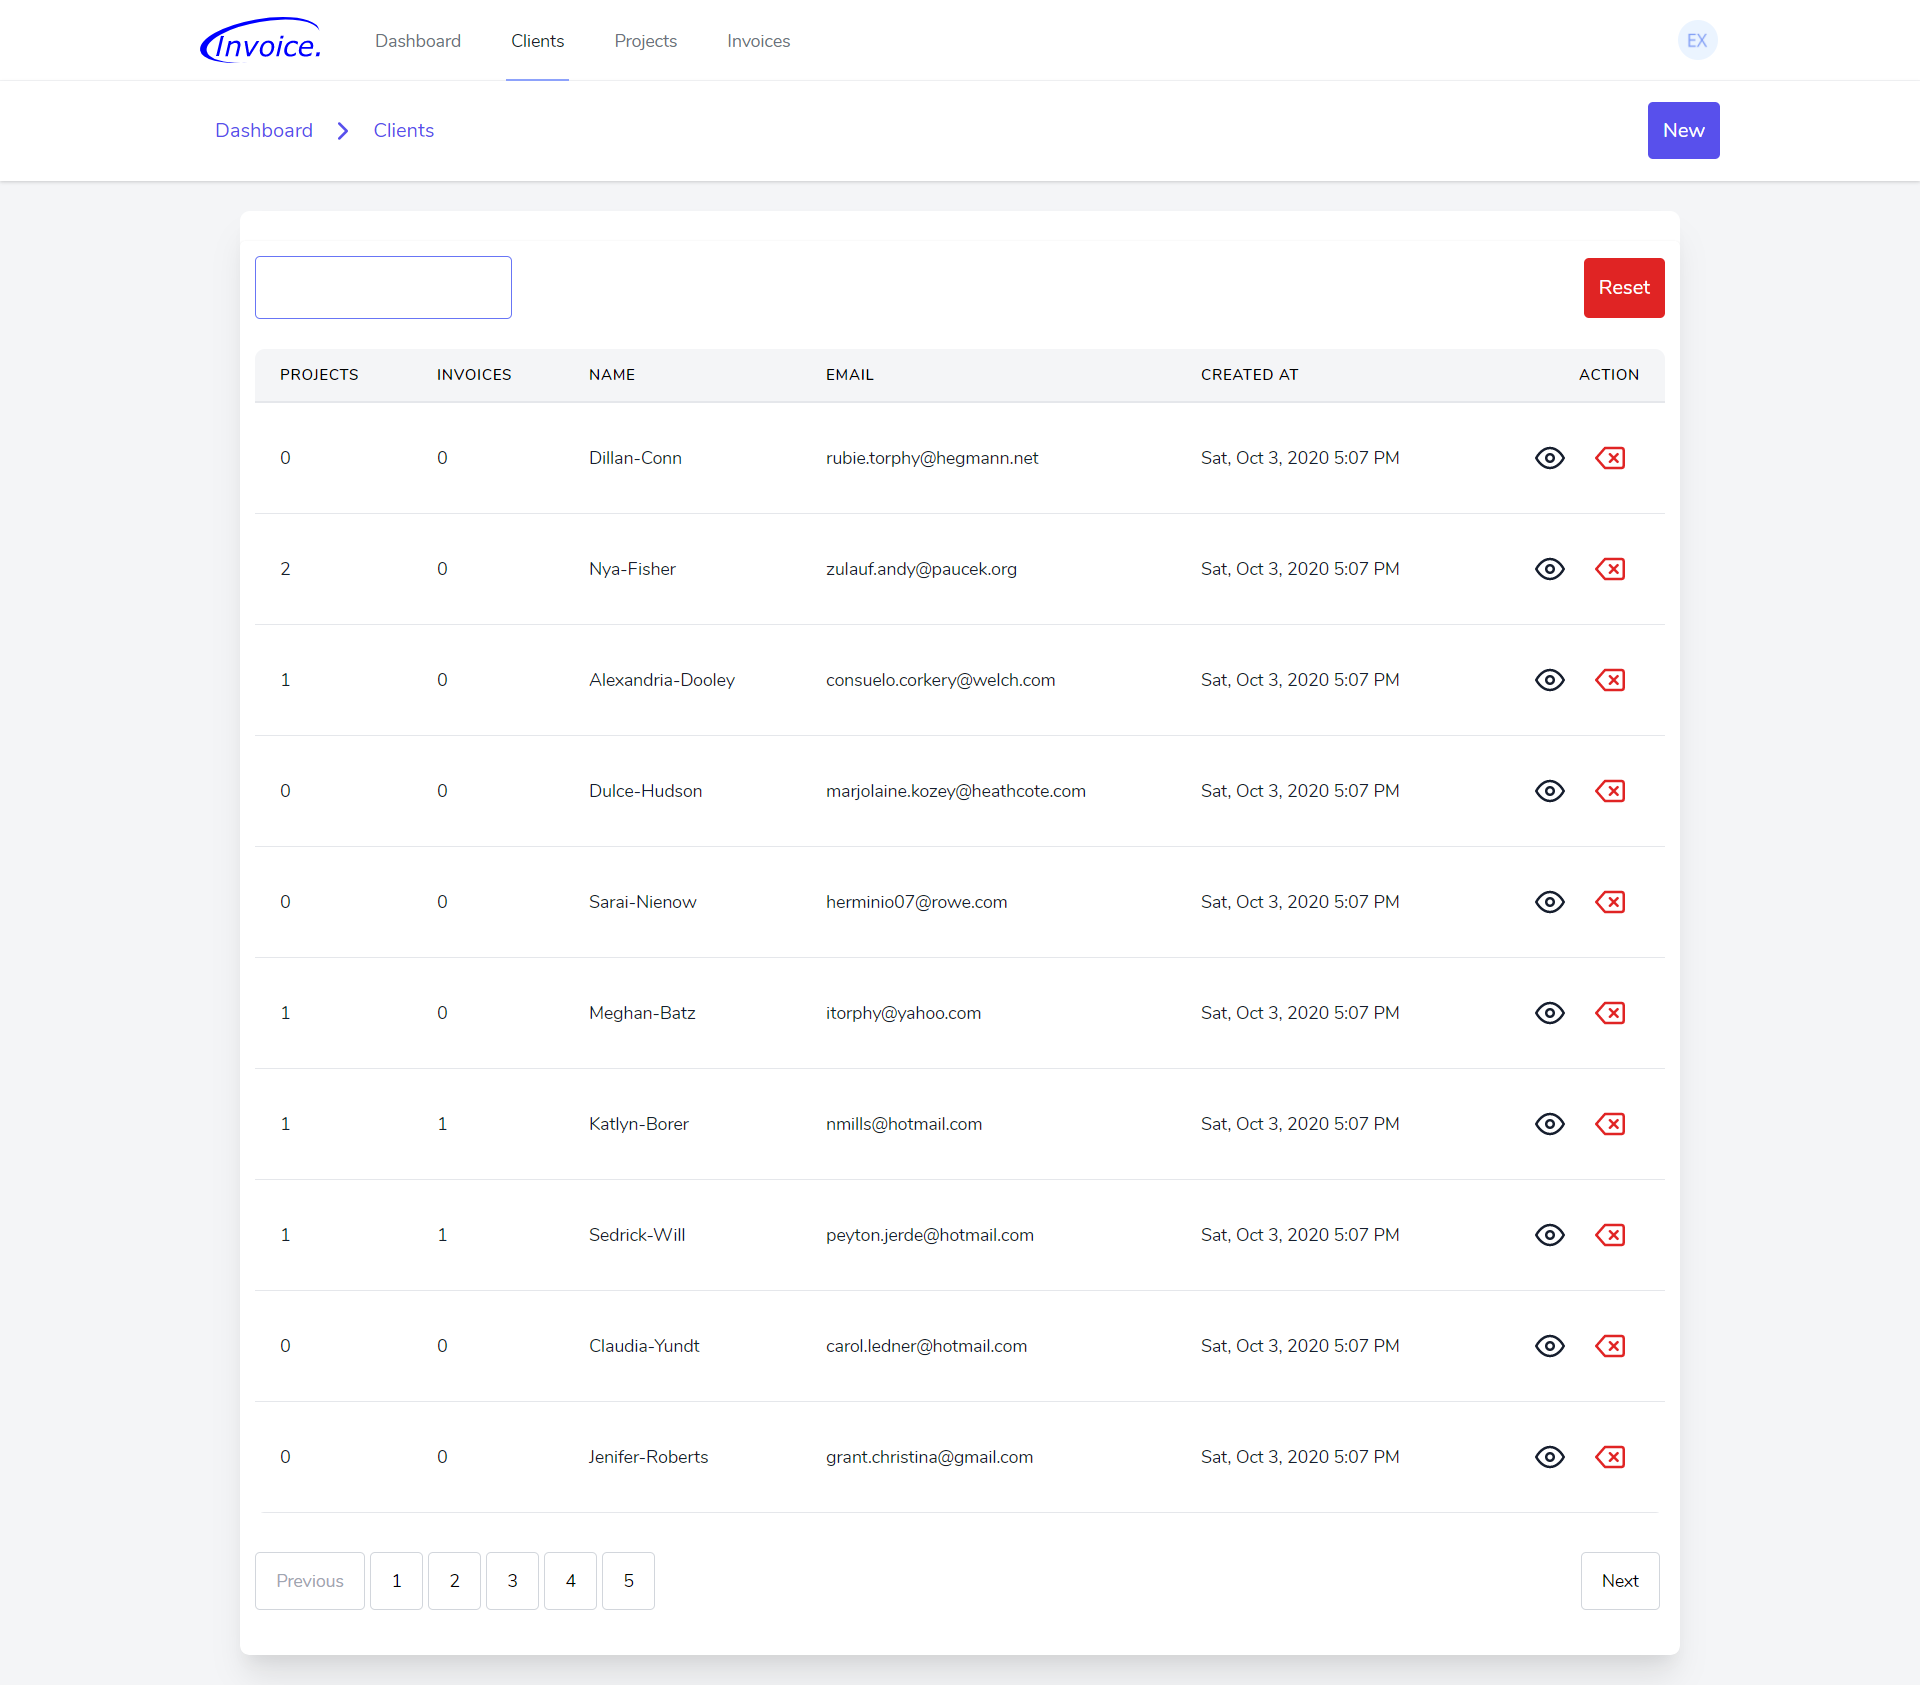 Invoice. Dashboard Clients Projects Invoices EX
Dashboard Clients New
Reset
PROJECTS INVOICES NAME EMAIL CREATED AT ACTION
0 0 Dillan-Conn rubie.torphy@hegmann.net Sat, Oct 3, 2020 5:07 PM
2 0 Nya-Fisher zulauf.andy@paucek.org Sat, Oct 3, 2020 5:07 PM
1 0 Alexandria-Dooley consuelo.corkery@welch.com Sat, Oct 3, 2020 5:07 PM
0 0 Dulce-Hudson marjolaine.kozey@heathcote.com Sat, Oct 3, 2020 5:07 PM
0 0 Sarai-Nienow herminio07@rowe.com Sat, Oct 3, 2020 5:07 PM
1 0 Meghan-Batz itorphy@yahoo.com Sat, Oct 3, 2020 5:07 PM
1 1 Katlyn-Borer nmills@hotmail.com Sat, Oct 3, 2020 5:07 PM
1 1 Sedrick-Will peyton.jerde@hotmail.com Sat, Oct 3, 2020 5:07 PM
0 0 Claudia-Yundt carol.ledner@hotmail.com Sat, Oct 3, 2020 5:07 PM
0 0 Jenifer-Roberts grant.christina@gmail.com Sat, Oct 3, 2020 5:07 PM
Previous 1 2 3 4 5 Next